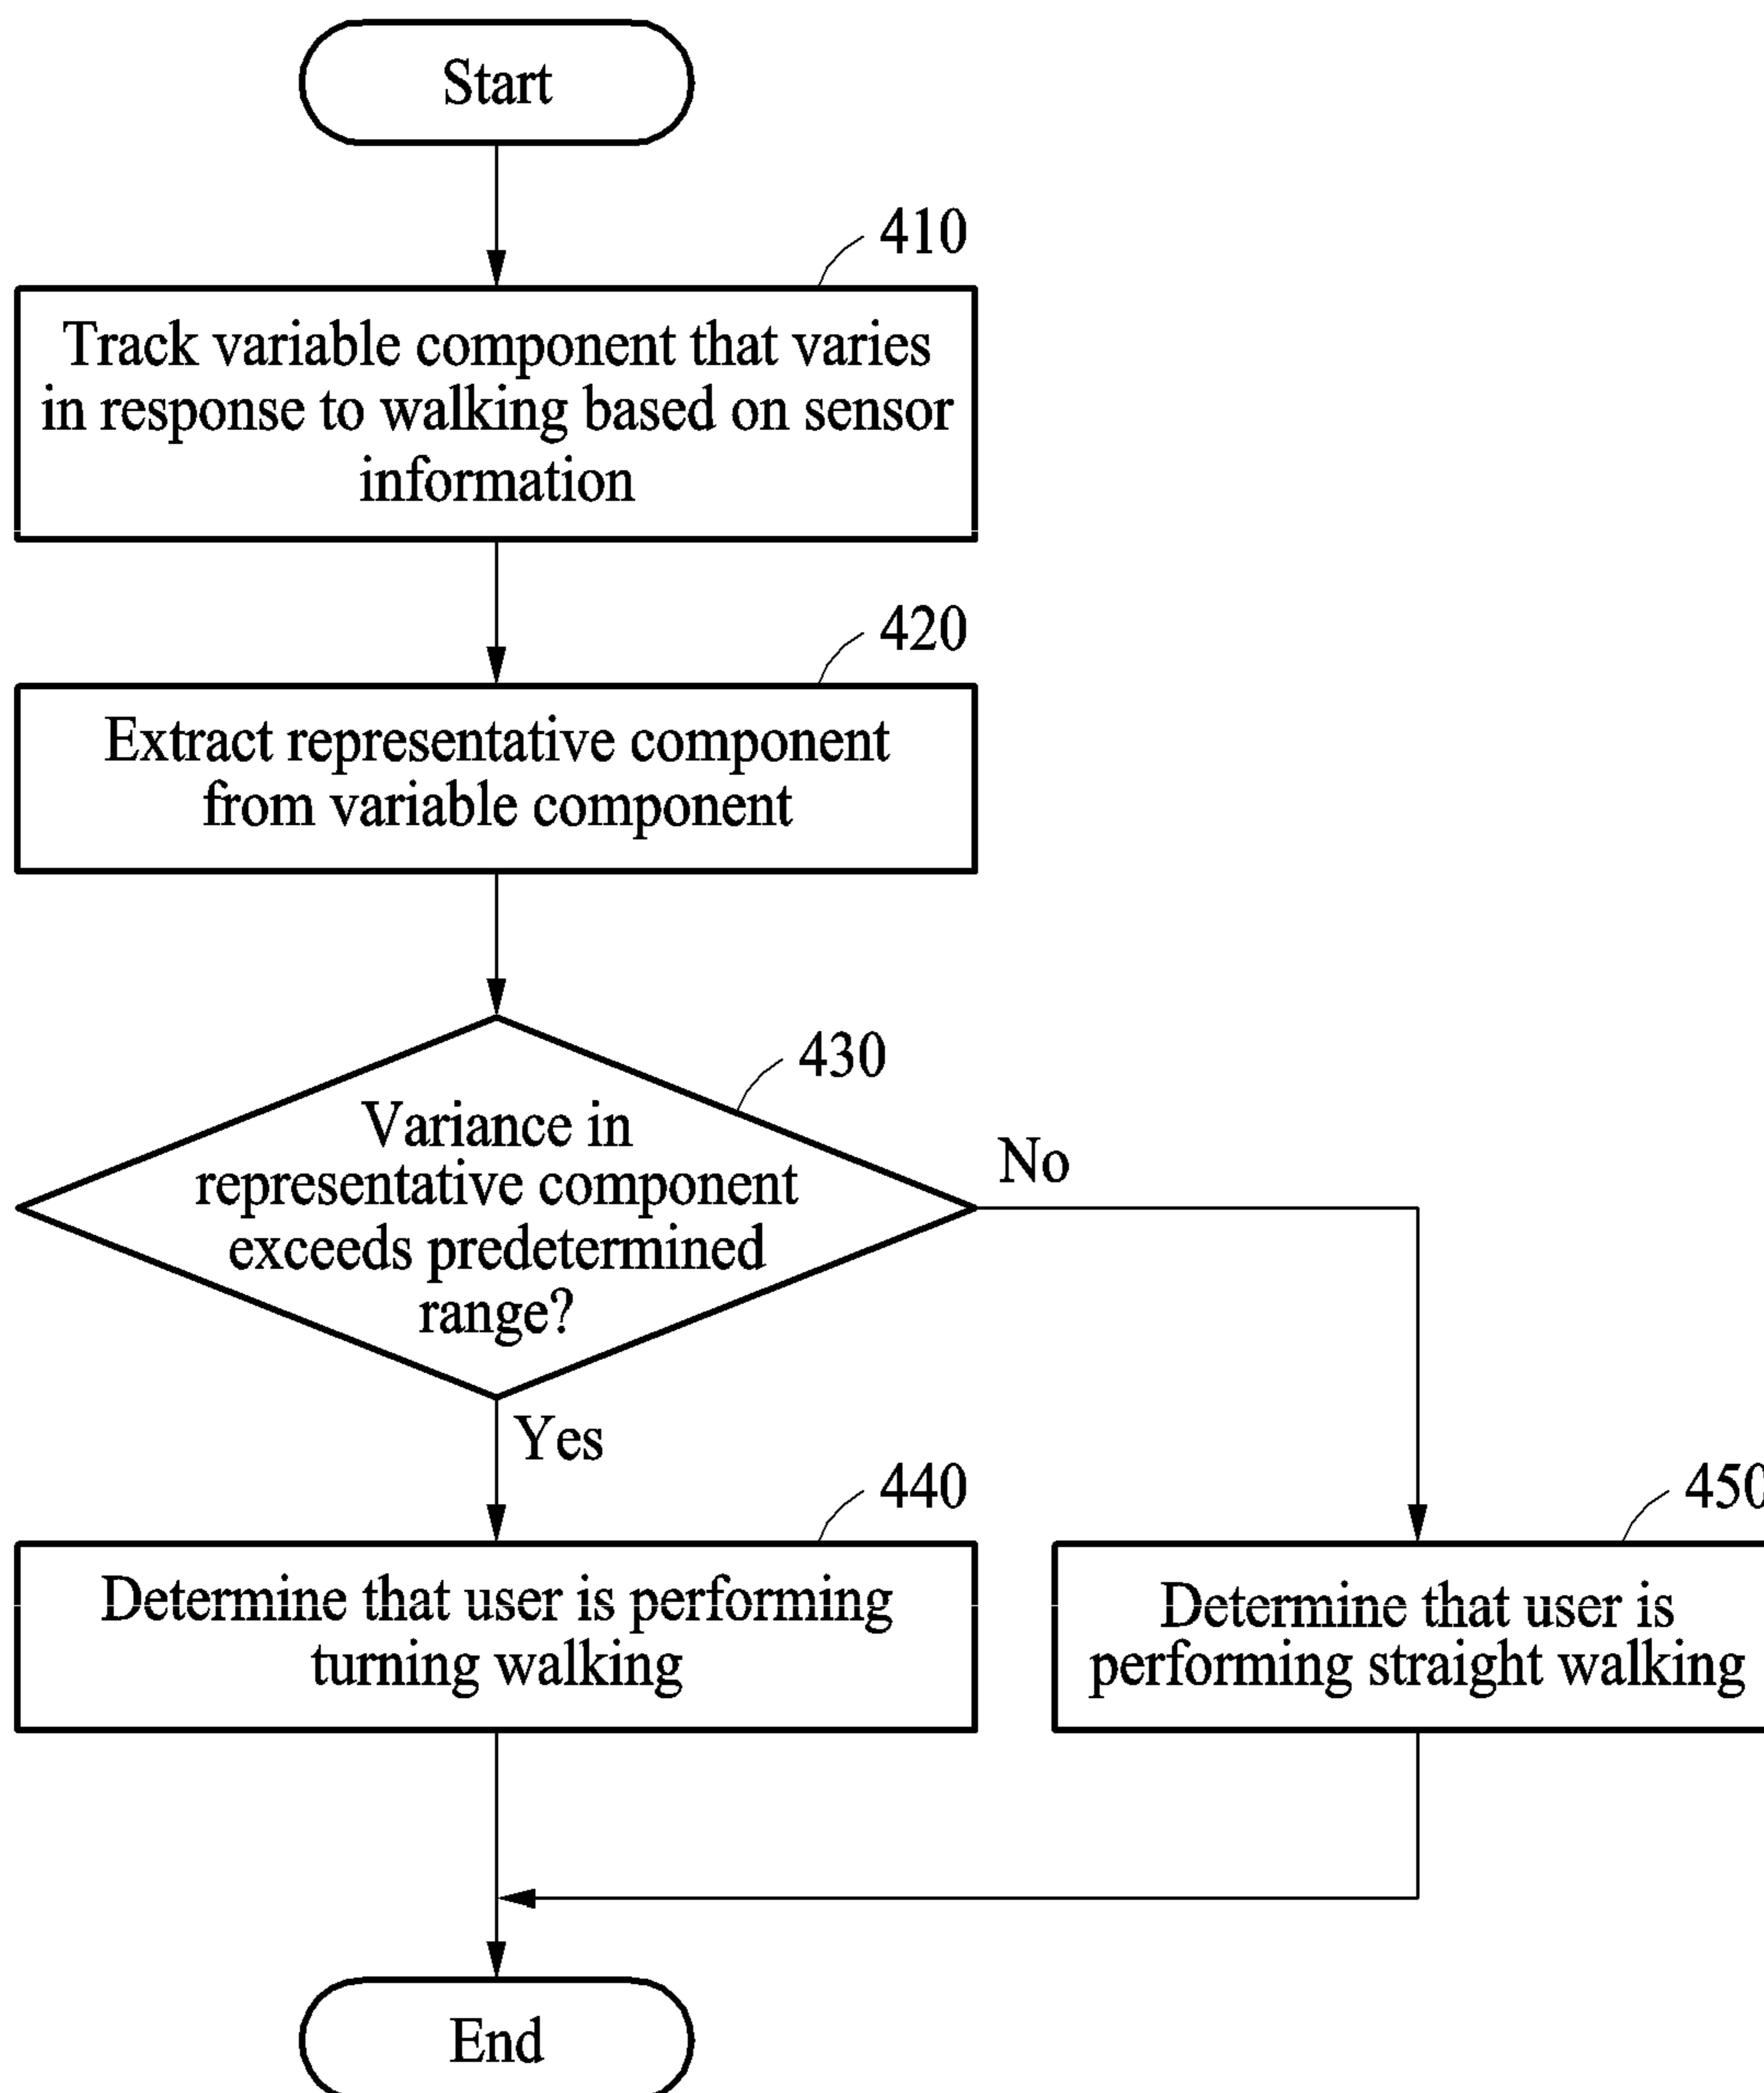 Start
410
Track variable component that varies
in response to walking based on sensor
information
420
Extract representative component
from variable component
430
Variance in
representative component
exceeds predetermined
range?
No
Yes
440
Determine that user is performing
turning walking
450
Determine that user is
performing straight walking
End